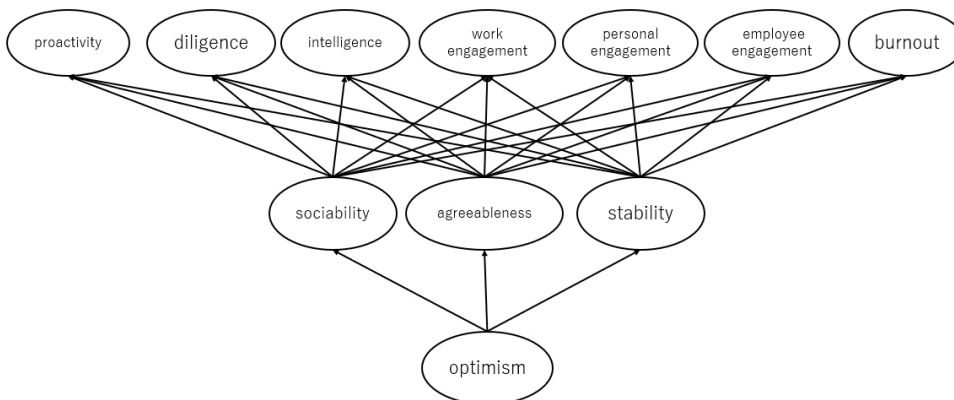 proactivity
diligence
intelligence
work
engagement
personal
engagement
employee
engagement
burnout
sociability
agreeableness
stability
optimism